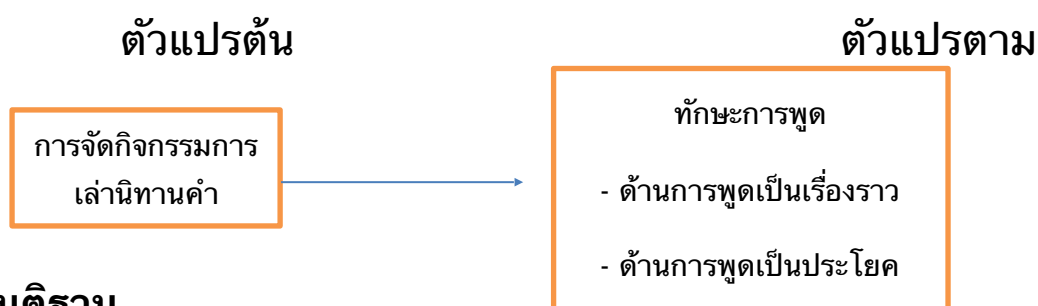 ตัวแปรต้น
ตัวแปรตาม
การจัดกิจกรรมการ
เล่านิทานคำ
ทักษะการพูด
- ด้านการพูดเป็นเรื่องราว
- ด้านการพูดเป็นประโยค